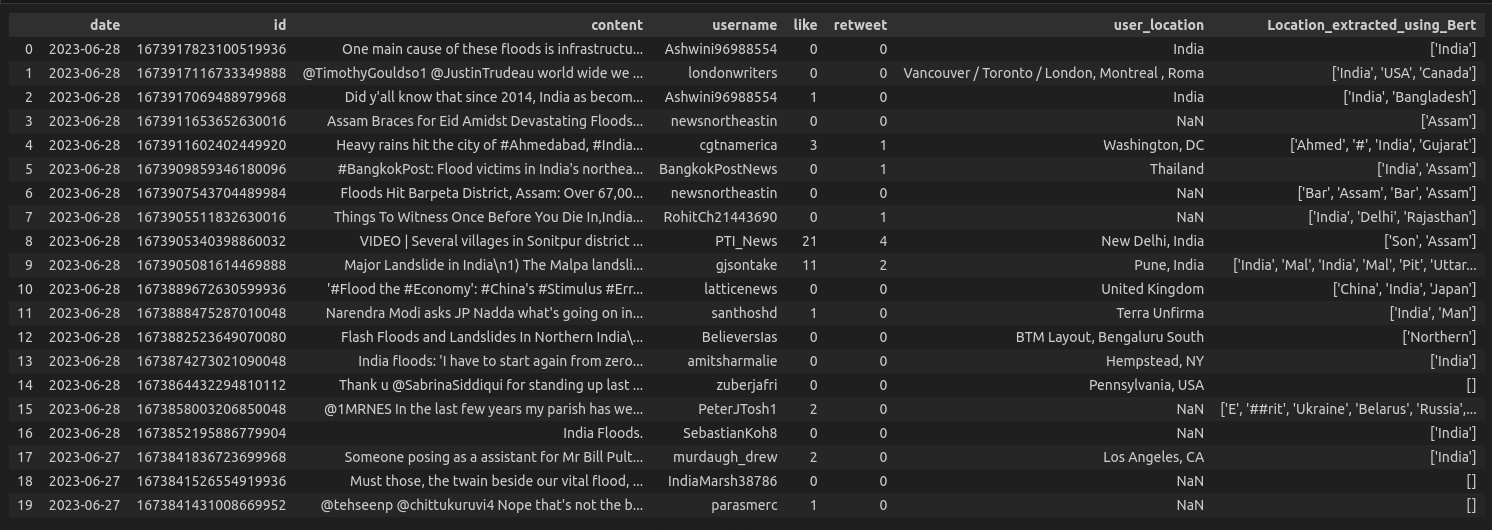 date id content username like retweet user_location Location_extracted_using_Bert
0 2023-06-28 1673917823100519936 One main cause of these floods is infrastructu... Ashwini96988554 0 0 India ['India']
1 2023-06-28 1673917116733349888 @TimothyGouldso1 @JustinTrudeau world wide we ... londonwriters 0 0 Vancouver / Toronto / London, Montreal , Roma ['India', 'USA', 'Canada']
2 2023-06-28 1673917069488979968 Did y'all know that since 2014, India as becom... Ashwini96988554 1 0 India ['India', 'Bangladesh']
3 2023-06-28 1673911653652630016 Assam Braces for Eid Amidst Devastating Floods... newsnortheastin 0 0 NaN ['Assam']
4 2023-06-28 1673911602402449920 Heavy rains hit the city of #Ahmedabad, #India... cgtnamerica 3 1 Washington, DC ['Ahmed', '#', 'India', 'Gujarat']
5 2023-06-28 1673909859346180096 #BangkokPost: Flood victims in India's northea... BangkokPostNews 0 1 Thailand ['India', 'Assam']
6 2023-06-28 1673907543704489984 Floods Hit Barpeta District, Assam: Over 67,00... newsnortheastin 0 0 NaN ['Bar', 'Assam', 'Bar', 'Assam']
7 2023-06-28 1673905511832630016 Things To Witness Once Before You Die In,India... RohitCh21443690 0 1 NaN ['India', 'Delhi', 'Rajasthan']
8 2023-06-28 1673905340398860032 VIDEO | Several villages in Sonitpur district ... PTI_News 21 4 New Delhi, India ['Son', 'Assam']
9 2023-06-28 1673905081614469888 Major Landslide in India\n1) The Malpa landsli... gjsontake 11 2 Pune, India ['India', 'Mal', 'India', 'Mal', 'Pit', 'Uttar...
10 2023-06-28 1673889672630599936 '#Flood the #Economy': #China's #Stimulus #Err... latticenews 0 0 United Kingdom ['China', 'India', 'Japan']
11 2023-06-28 1673888475287010048 Narendra Modi asks JP Nadda what's going on in... santhoshd 1 0 Terra Unfirma ['India', 'Man']
12 2023-06-28 1673882523649070080 Flash Floods and Landslides In Northern India\... BelieversIas 0 0 BTM Layout, Bengaluru South ['Northern']
13 2023-06-28 1673874273021090048 India floods: 'I have to start again from zero... amitsharmalie 0 0 Hempstead, NY ['India']
14 2023-06-28 1673864432294810112 Thank u @SabrinaSiddiqui for standing up last ... zuberjafri 0 0 Pennsylvania, USA []
15 2023-06-28 1673858003206850048 @1MRNES In the last few years my parish has we... PeterJTosh1 2 0 NaN ['E', '##rit', 'Ukraine', 'Belarus', 'Russia',...
16 2023-06-28 1673852195886779904 India Floods. SebastianKoh8 0 0 NaN ['India']
17 2023-06-27 1673841836723699968 Someone posing as a assistant for Mr Bill Pult... murdaugh_drew 2 0 Los Angeles, CA ['India']
18 2023-06-27 1673841526554919936 Must those, the twain beside our vital flood, ... IndiaMarsh38786 0 0 NaN []
19 2023-06-27 1673841431008669952 @tehseenp @chittukuruvi4 Nope that's not the b... parasmerc 1 0 NaN []